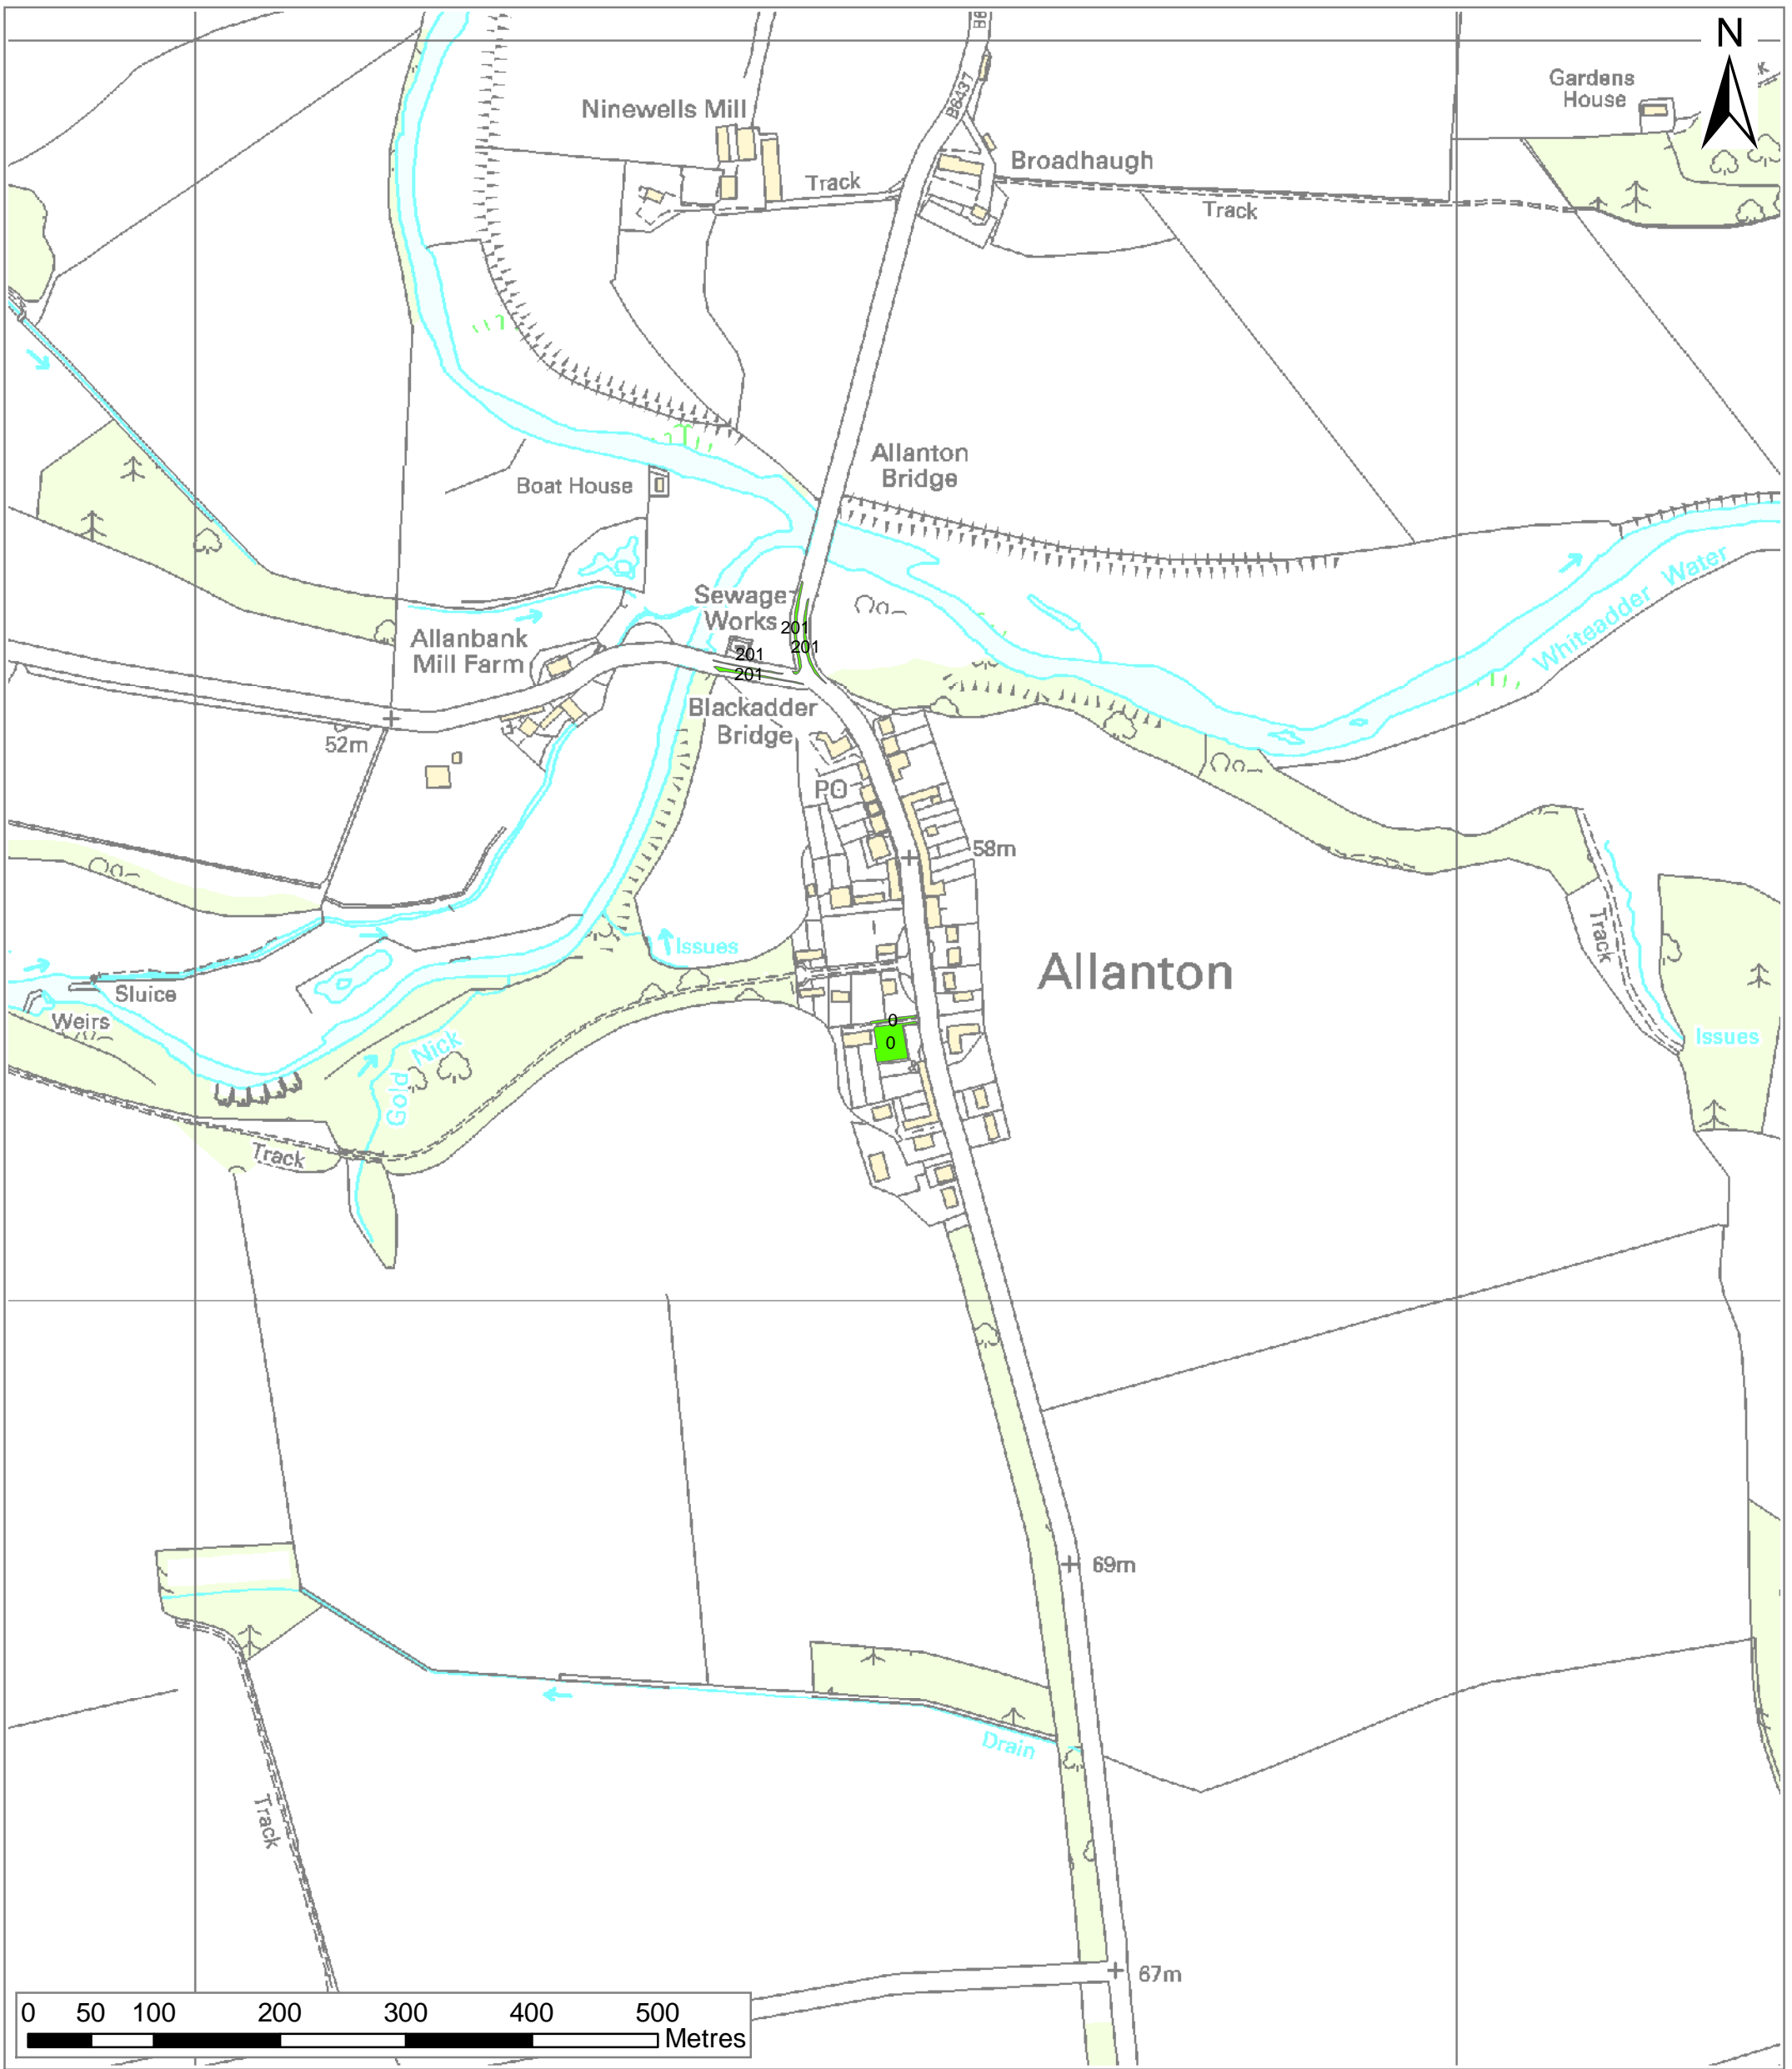 N
B6
B6437
Gardens
House
Ninewells Mill
Broadhaugh
Track
Track
Allanton
Bridge
Boat House
Sewage
Works
201
201
201
201
Allanbank
Mill Farm
Whiteadder Water
Blackadder
Bridge
52m
PO
58m
Track
Issues
Allanton
Sluice
Weirs
0
0
Issues
Gold Nick
Track
69m
Drain
Track
67m
0 50 100 200 300 400 500
Metres